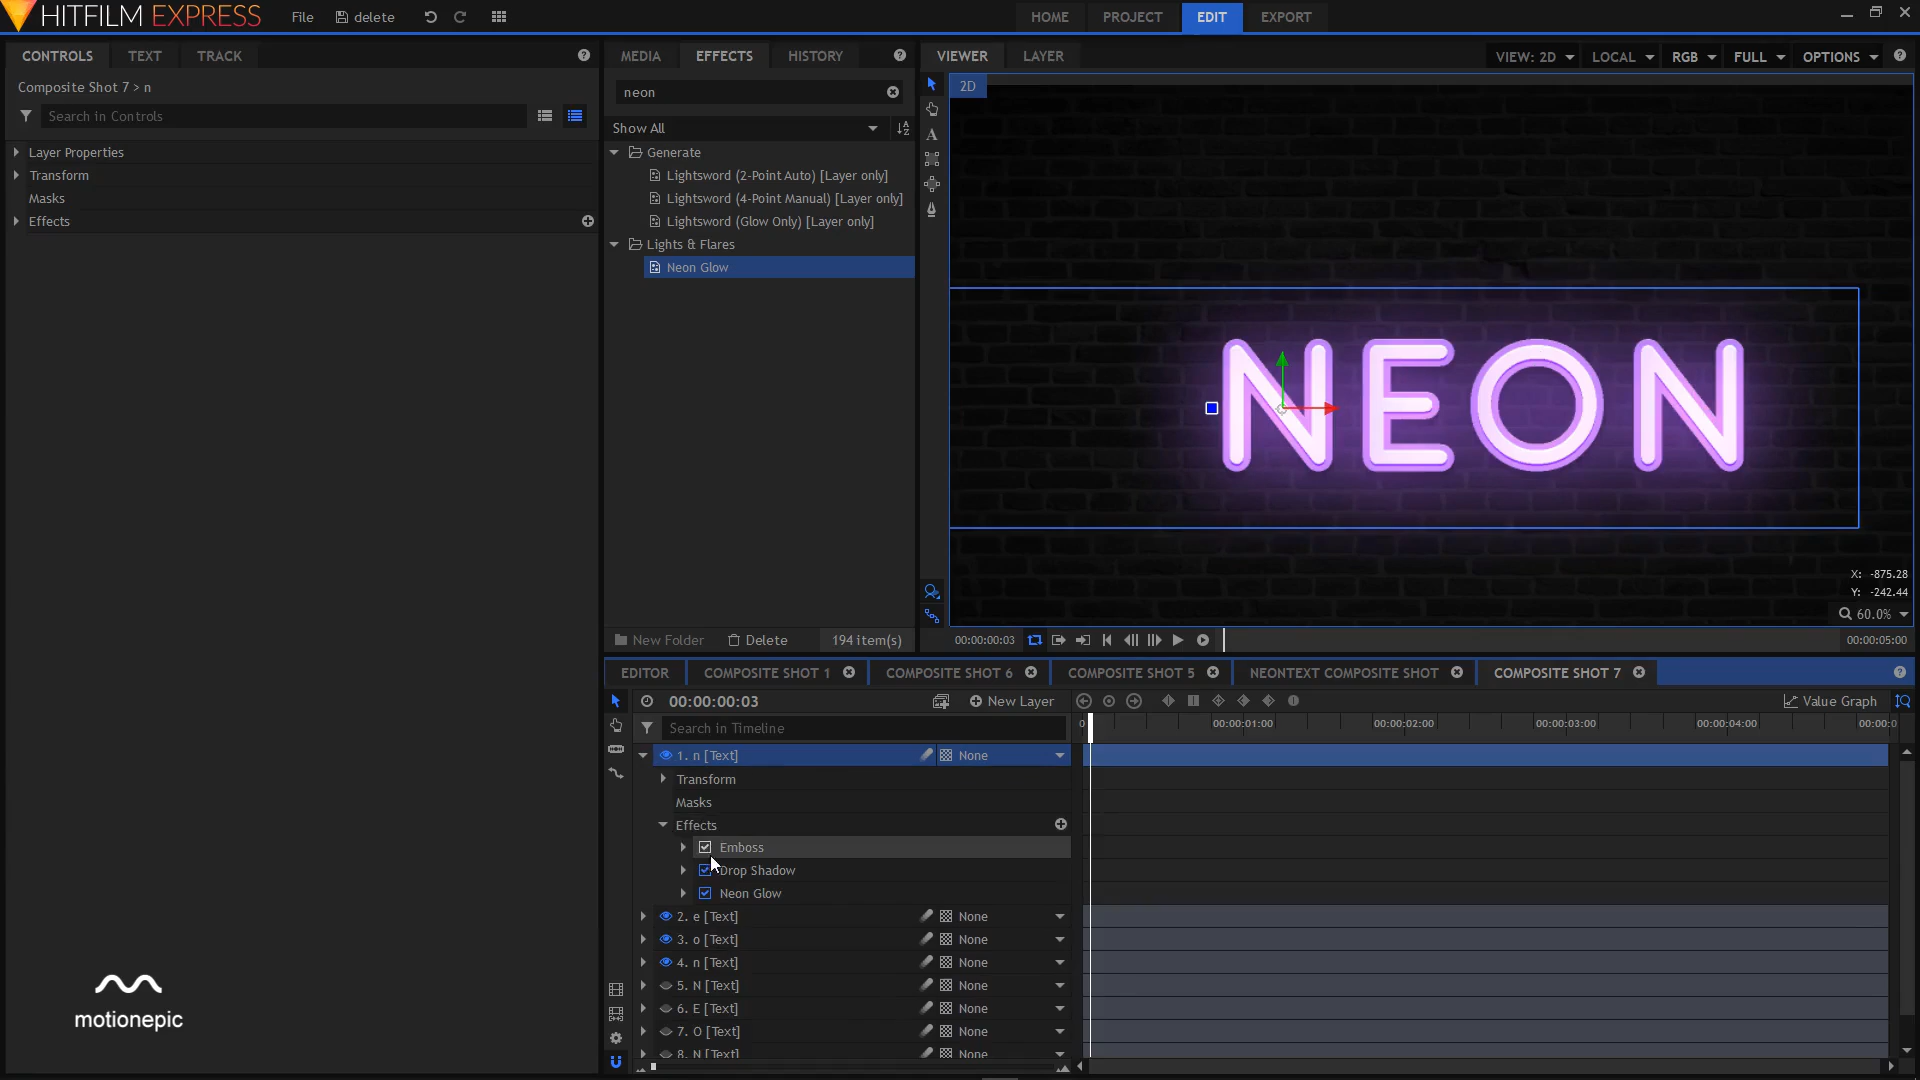 HITFILM EXPRESS
File
delete
HOME
PROJECT
EDIT
EXPORT
CONTROLS
TEXT
TRACK
Composite Shot 7 > n
Search in Controls
Layer Properties
Transform
Masks
Effects
MEDIA
EFFECTS
HISTORY
neon
Show All
Generate
Lightsword (2-Point Auto) [Layer only]
Lightsword (4-Point Manual) [Layer only]
Lightsword (Glow Only) [Layer only]
Lights & Flares
Neon Glow
New Folder
Delete
194 item(s)
VIEWER
LAYER
VIEW: 2D
LOCAL
RGB
FULL
OPTIONS
2D
NEON
X: -875.28
Y: -242.44
60.0%
00:00:00:03
00:00:05:00
EDITOR
COMPOSITE SHOT 1
COMPOSITE SHOT 6
COMPOSITE SHOT 5
NEONTEXT COMPOSITE SHOT
COMPOSITE SHOT 7
00:00:00:03
New Layer
Value Graph
Search in Timeline
0
00:00:01:00
00:00:02:00
00:00:03:00
00:00:04:00
00:00:0
1. n [Text]
None
Transform
Masks
Effects
Emboss
Drop Shadow
Neon Glow
2. e [Text]
None
3. o [Text]
None
4. n [Text]
None
5. N [Text]
None
6. E [Text]
None
7. O [Text]
None
8. N [Text]
None
motionepic